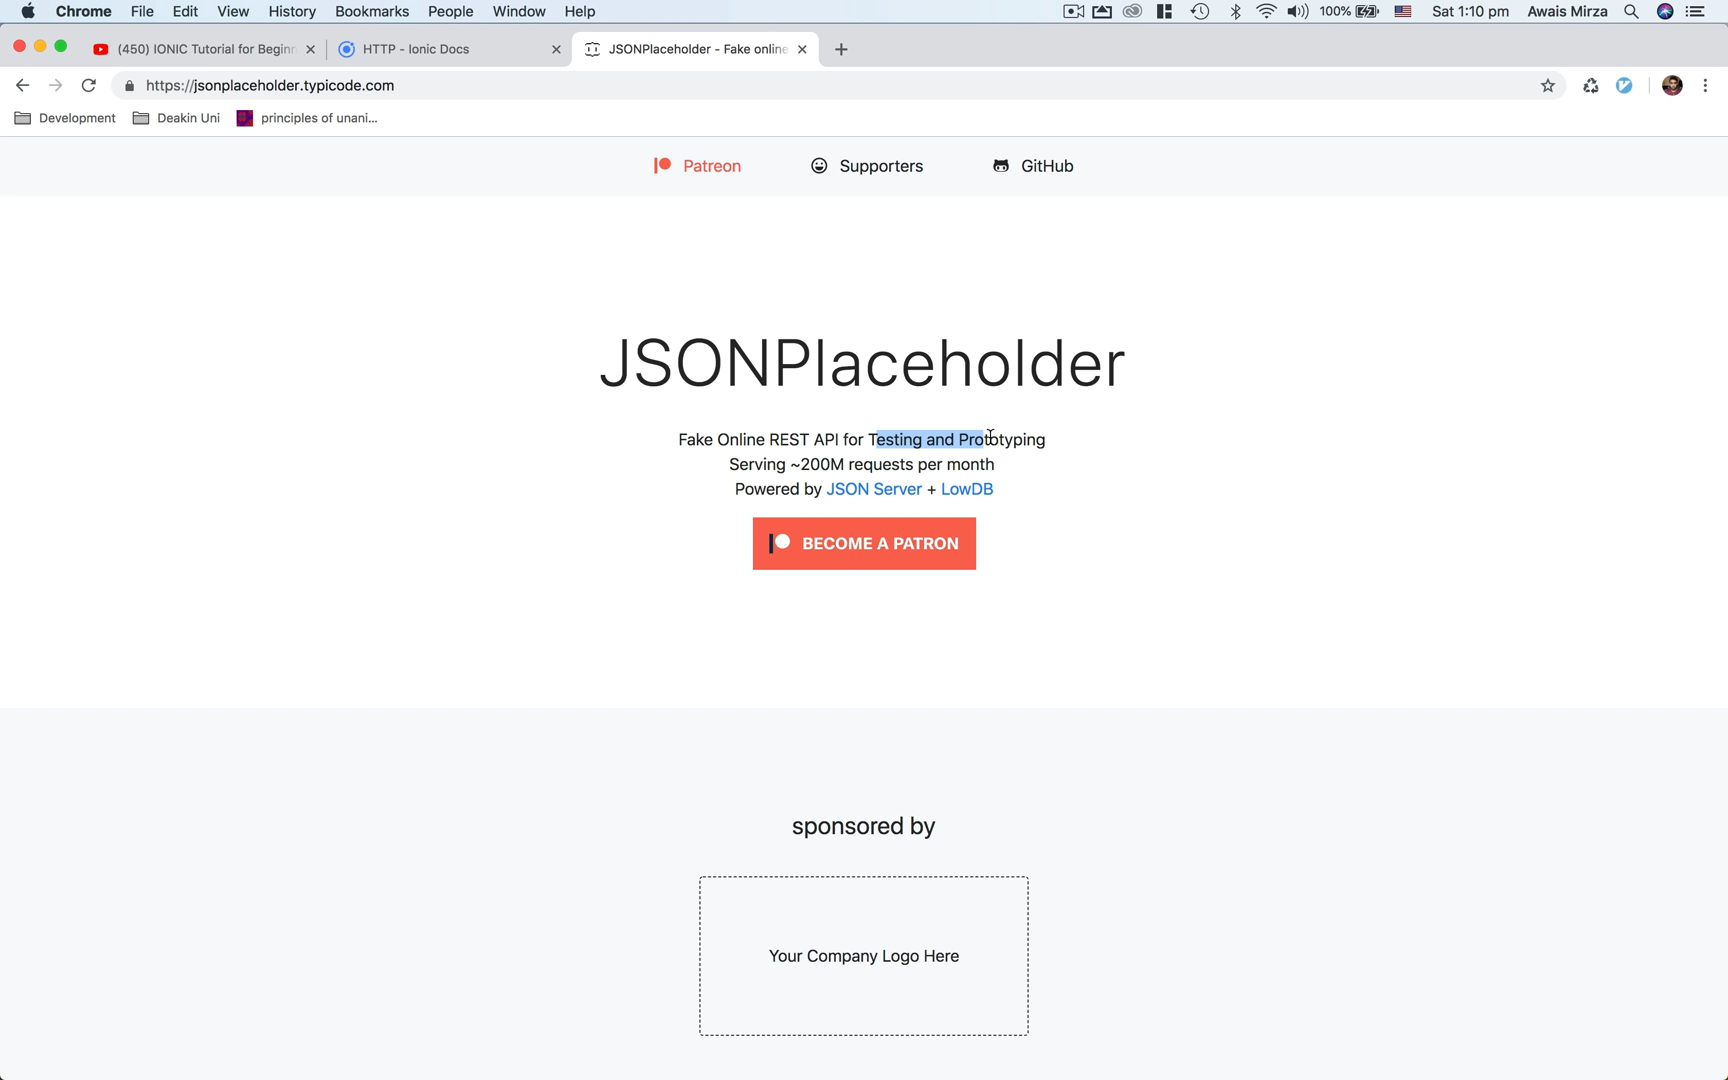 Chrome File Edit View History Bookmarks People Window Help 100% Sat 1:10 pm Awais Mirza
(450) IONIC Tutorial for Beginn HTTP - Ionic Docs JSONPlaceholder - Fake online
https://jsonplaceholder.typicode.com
Development Deakin Uni principles of unani...
Patreon Supporters GitHub
JSONPlaceholder
Fake Online REST API for Testing and Prototyping
Serving ~200M requests per month
Powered by JSON Server + LowDB
BECOME A PATRON
sponsored by
Your Company Logo Here